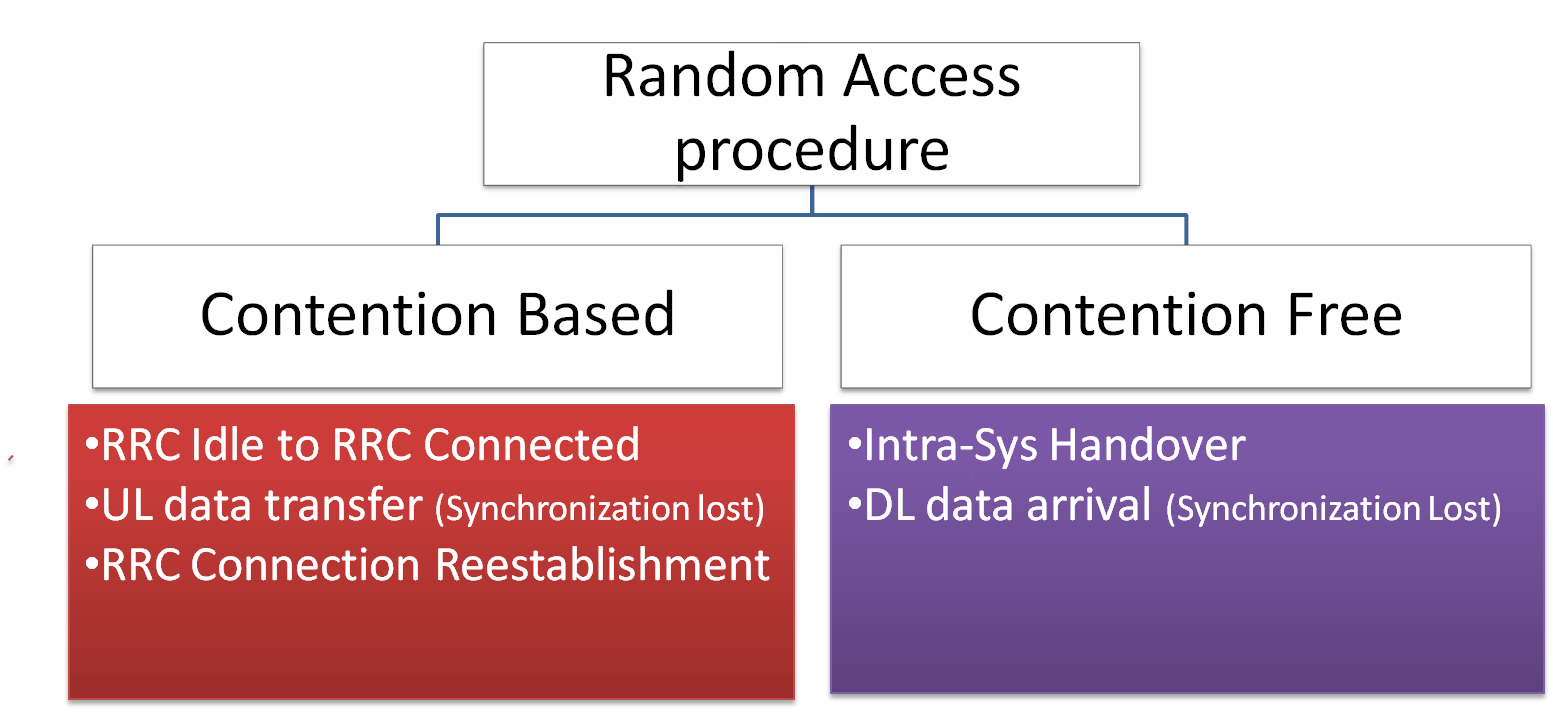 Random Access
procedure
Contention Based
Contention Free
•RRC Idle to RRC Connected
•UL data transfer (Synchronization lost)
•RRC Connection Reestablishment
•Intra-Sys Handover
•DL data arrival (Synchronization Lost)